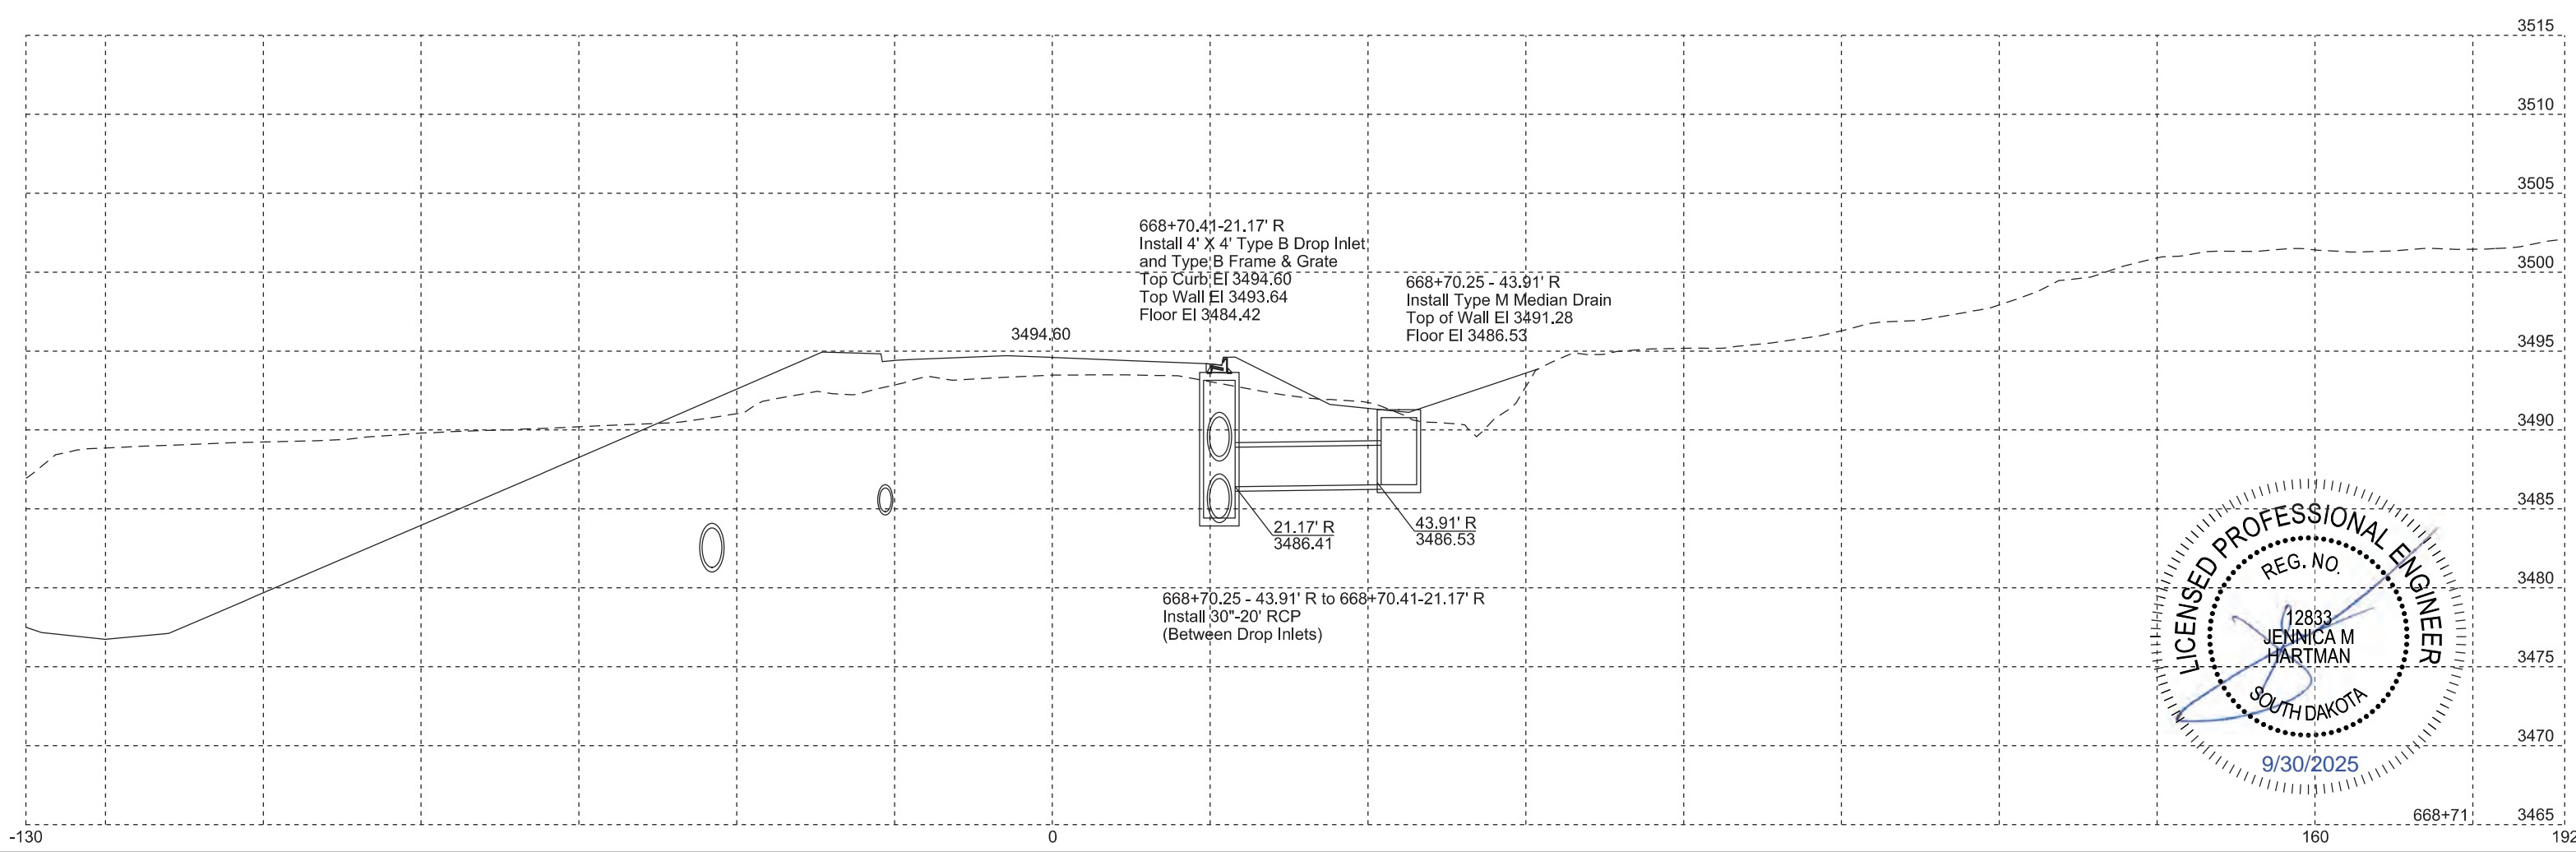 3515
3510
3505
668+70.41-21.17' R
Install 4' X 4' Type B Drop Inlet
and Type B Frame & Grate
Top Curb El 3494.60
Top Wall El 3493.64
Floor El 3484.42
3500
668+70.25 - 43.91' R
Install Type M Median Drain
Top of Wall El 3491.28
Floor El 3486.53
3494.60
3495
3490
3485
21.17' R
3486.41
43.91' R
3486.53
3480
668+70.25 - 43.91' R to 668+70.41-21.17' R
Install 30"-20' RCP
(Between Drop Inlets)
LICENSED PROFESSIONAL ENGINEER
REG. NO.
12833
JENNICA M
HARTMAN
SOUTH DAKOTA
9/30/2025
3475
3470
668+71
3465
-130
0
160
192